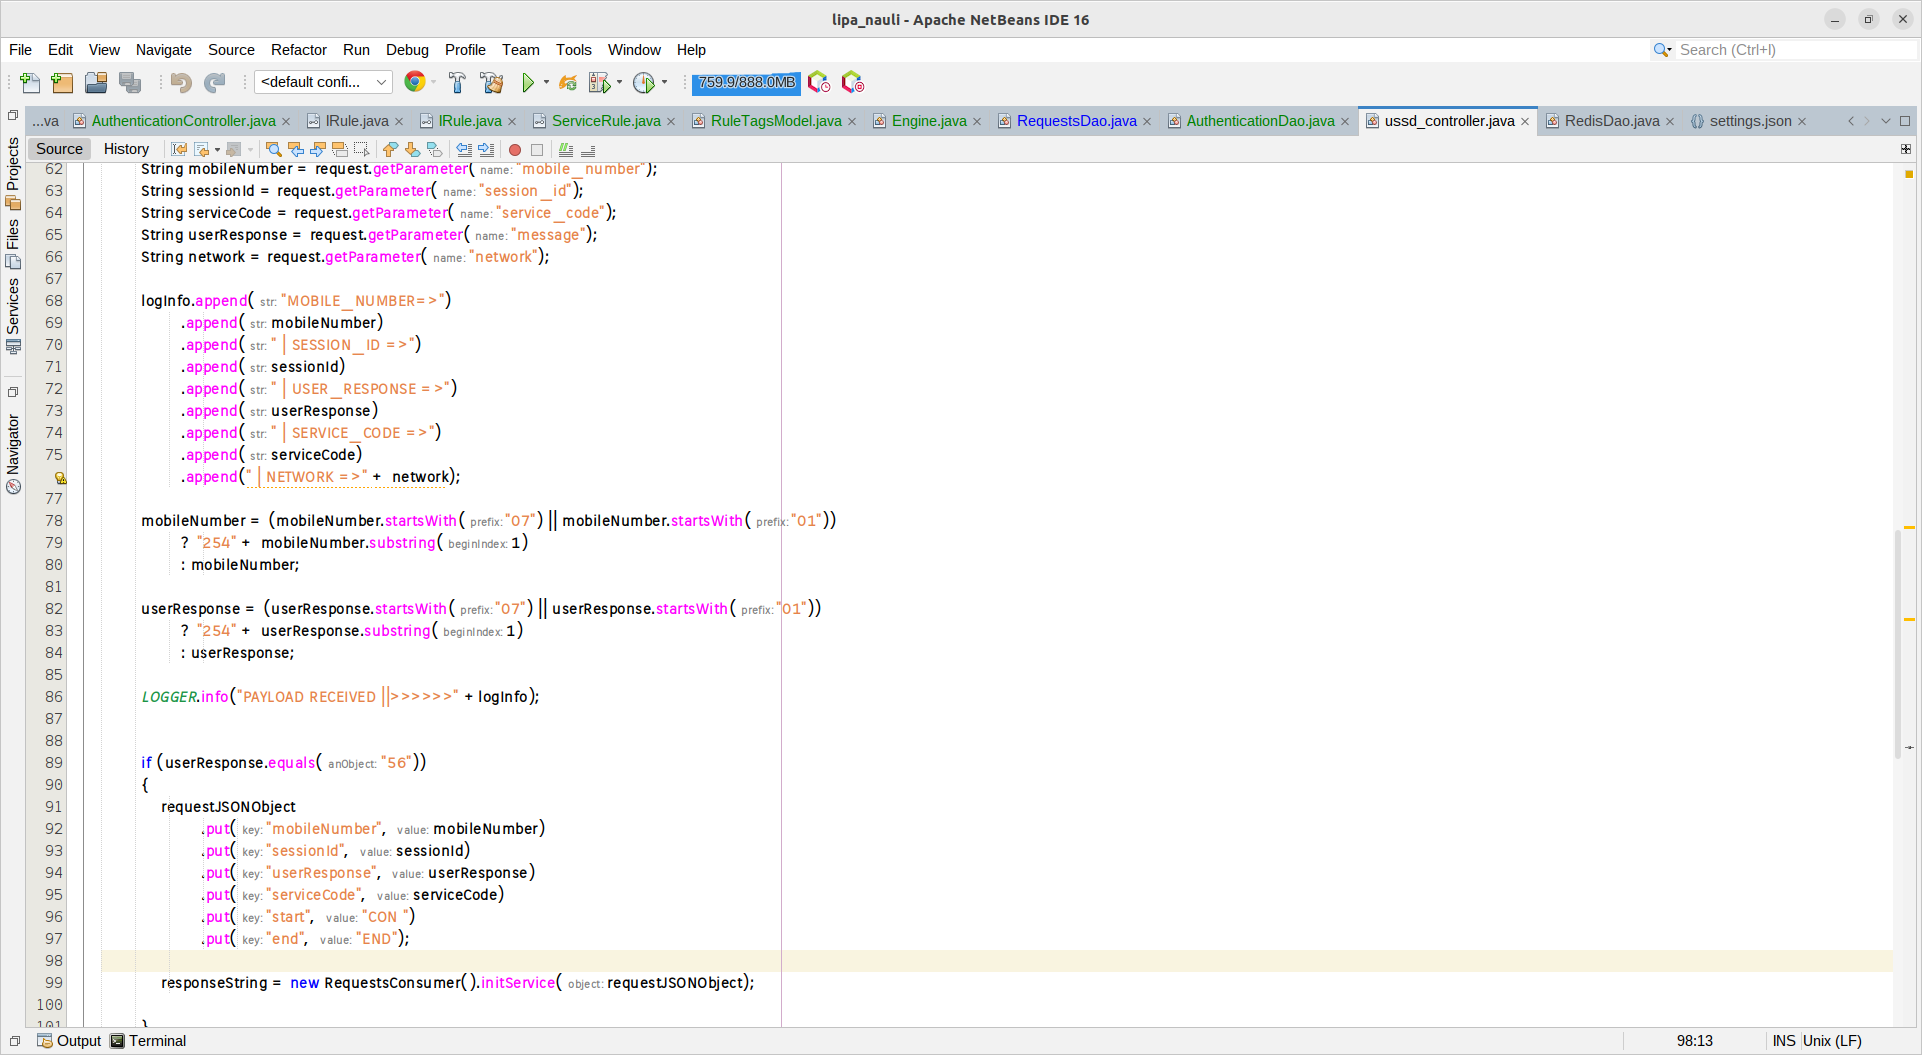 lipa_nauli - Apache NetBeans IDE 16
File Edit View Navigate Source Refactor Run Debug Profile Team Tools Window Help
Search (Ctrl+I)
<default confi...
759.9/888.0MB
...va AuthenticationController.java IRule.java IRule.java ServiceRule.java RuleTagsModel.java Engine.java RequestsDao.java AuthenticationDao.java ussd_controller.java RedisDao.java settings.json
Source History
Projects
Files
Services
Navigator
62 String mobileNumber = request.getParameter( name: "mobile_number");
63 String sessionId = request.getParameter( name: "session_id");
64 String serviceCode = request.getParameter( name: "service_code");
65 String userResponse = request.getParameter( name: "message");
66 String network = request.getParameter( name: "network");
67
68 logInfo.append( str: "MOBILE_NUMBER=>")
69 .append( str: mobileNumber)
70 .append( str: " | SESSION_ID =>")
71 .append( str: sessionId)
72 .append( str: " | USER_RESPONSE =>")
73 .append( str: userResponse)
74 .append( str: " | SERVICE_CODE =>")
75 .append( str: serviceCode)
.append(" | NETWORK =>" + network);
77
78 mobileNumber = (mobileNumber.startsWith( prefix: "07") || mobileNumber.startsWith( prefix: "01"))
79 ? "254" + mobileNumber.substring( beginIndex: 1)
80 : mobileNumber;
81
82 userResponse = (userResponse.startsWith( prefix: "07") || userResponse.startsWith( prefix: "01"))
83 ? "254" + userResponse.substring( beginIndex: 1)
84 : userResponse;
85
86 LOGGER.info("PAYLOAD RECEIVED ||>>>>>>" + logInfo);
87
88
89 if (userResponse.equals( anObject: "56"))
90 {
91 requestJSONObject
92 .put( key: "mobileNumber", value: mobileNumber)
93 .put( key: "sessionId", value: sessionId)
94 .put( key: "userResponse", value: userResponse)
95 .put( key: "serviceCode", value: serviceCode)
96 .put( key: "start", value: "CON ")
97 .put( key: "end", value: "END");
98
99 responseString = new RequestsConsumer().initService( object: requestJSONObject);
100
101 }
Output Terminal
98:13 INS Unix (LF)